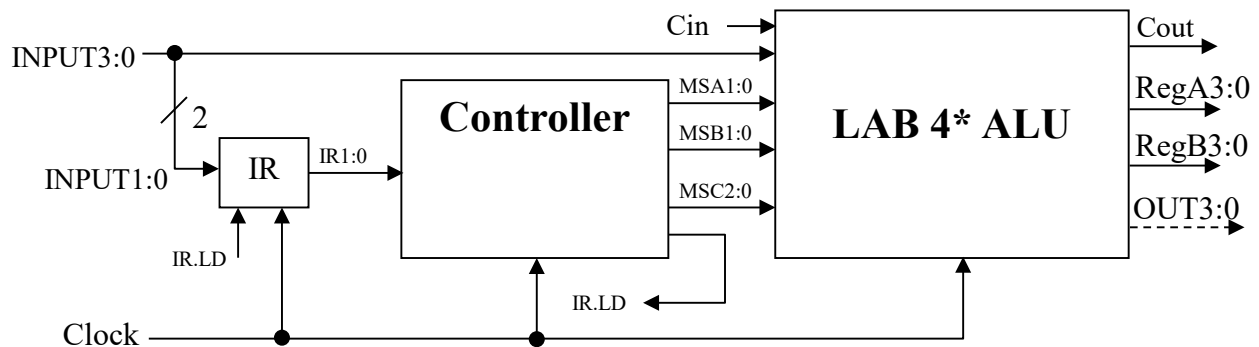 Cin
Cout
INPUT3:0
RegA3:0
MSA1:0
Controller
LAB 4* ALU
2
MSB1:0
RegB3:0
IR
IR1:0
INPUT1:0
MSC2:0
OUT3:0
IR.LD
IR.LD
Clock